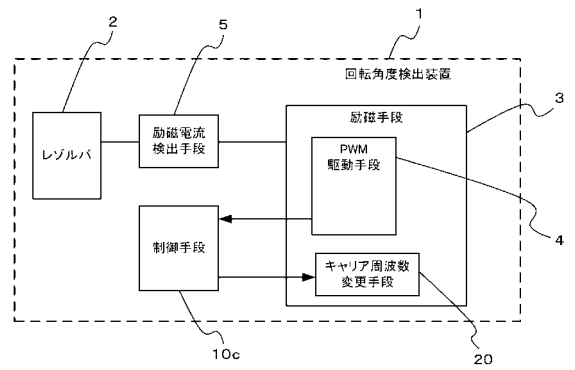 1
2
5
回転角度検出装置
3
レゾルバ
励磁電流
検出手段
励磁手段
PWM
駆動手段
4
制御手段
キャリア周波数
変更手段
10c
20